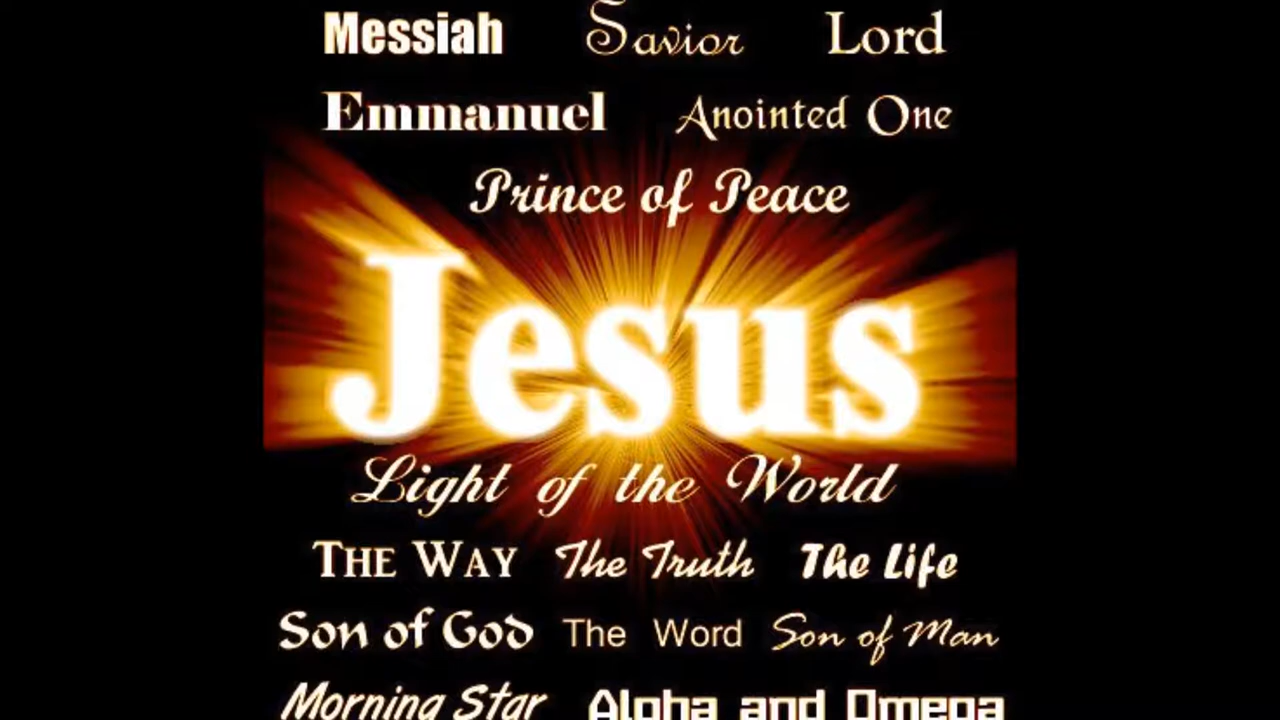 Messiah Savior Lord
Emmanuel Anointed One
Prince of Peace
Jesus
Light of the World
The Way The Truth The Life
Son of God The Word Son of Man
Morning Star Alpha and Omega